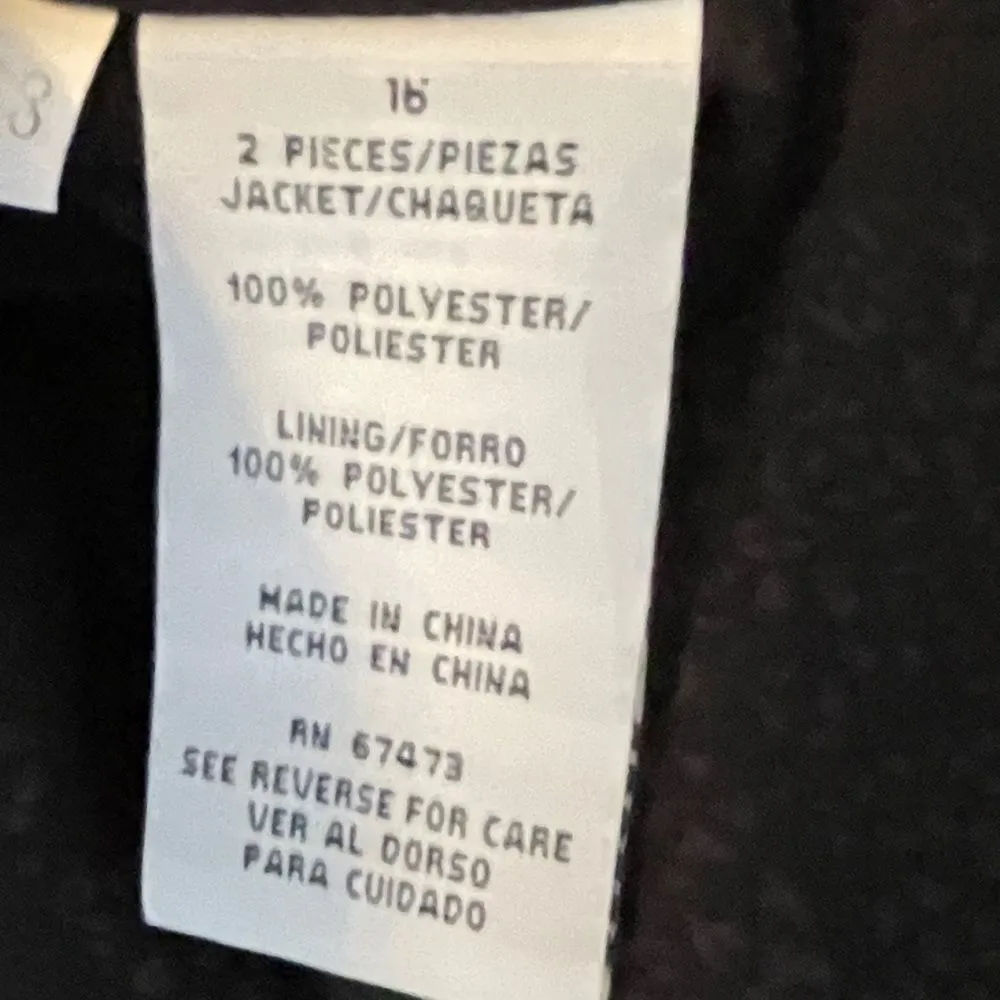 3
16
2 PIECES/PIEZAS
JACKET/CHAQUETA
100% POLYESTER/
POLIESTER
LINING/FORRO
100% POLYESTER/
POLIESTER
MADE IN CHINA
HECHO EN CHINA
RN 67473
SEE REVERSE FOR CARE
VER AL DORSO
PARA CUIDADO